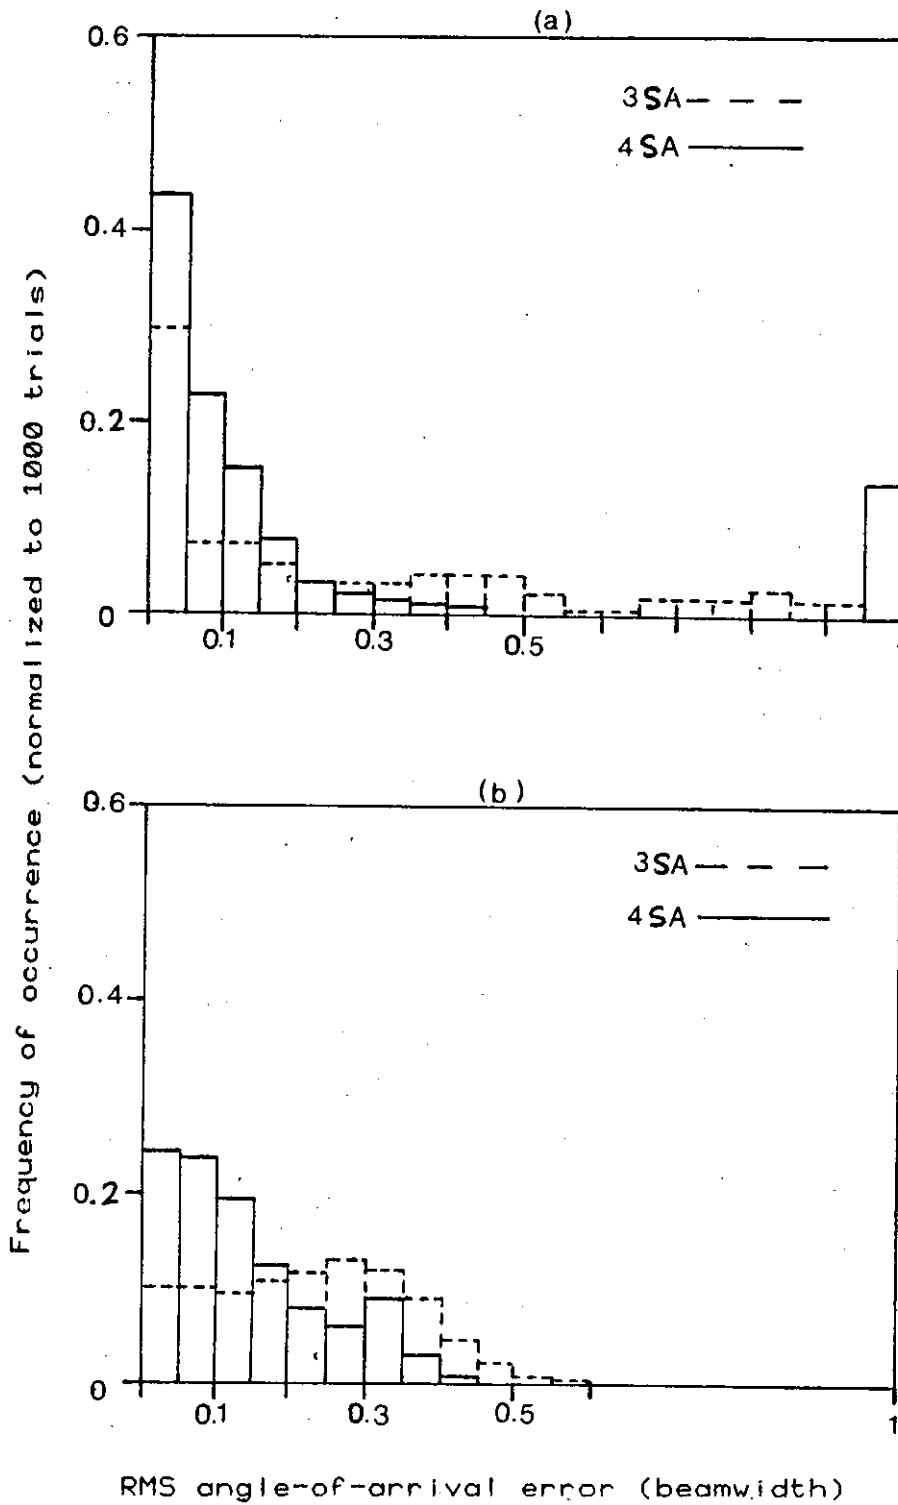 (a)
0.6
3SA
4SA
0.4
0.2
0
0.1 0.3 0.5
(b)
0.6
3SA
4SA
0.4
0.2
0
0.1 0.3 0.5 1
Frequency of occurrence (normalized to 1000 trials)
RMS angle-of-arrival error (beamwidth)